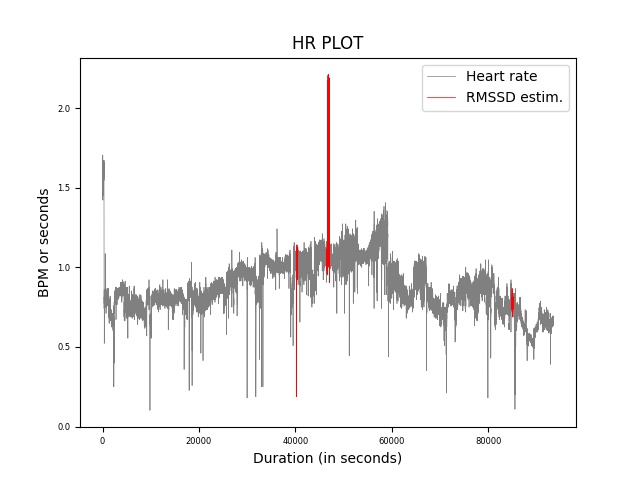 HR PLOT
Heart rate
RMSSD estim.
2.0
1.5
1.0
0.5
0.0
BPM or seconds
0
20000
40000
60000
80000
Duration (in seconds)